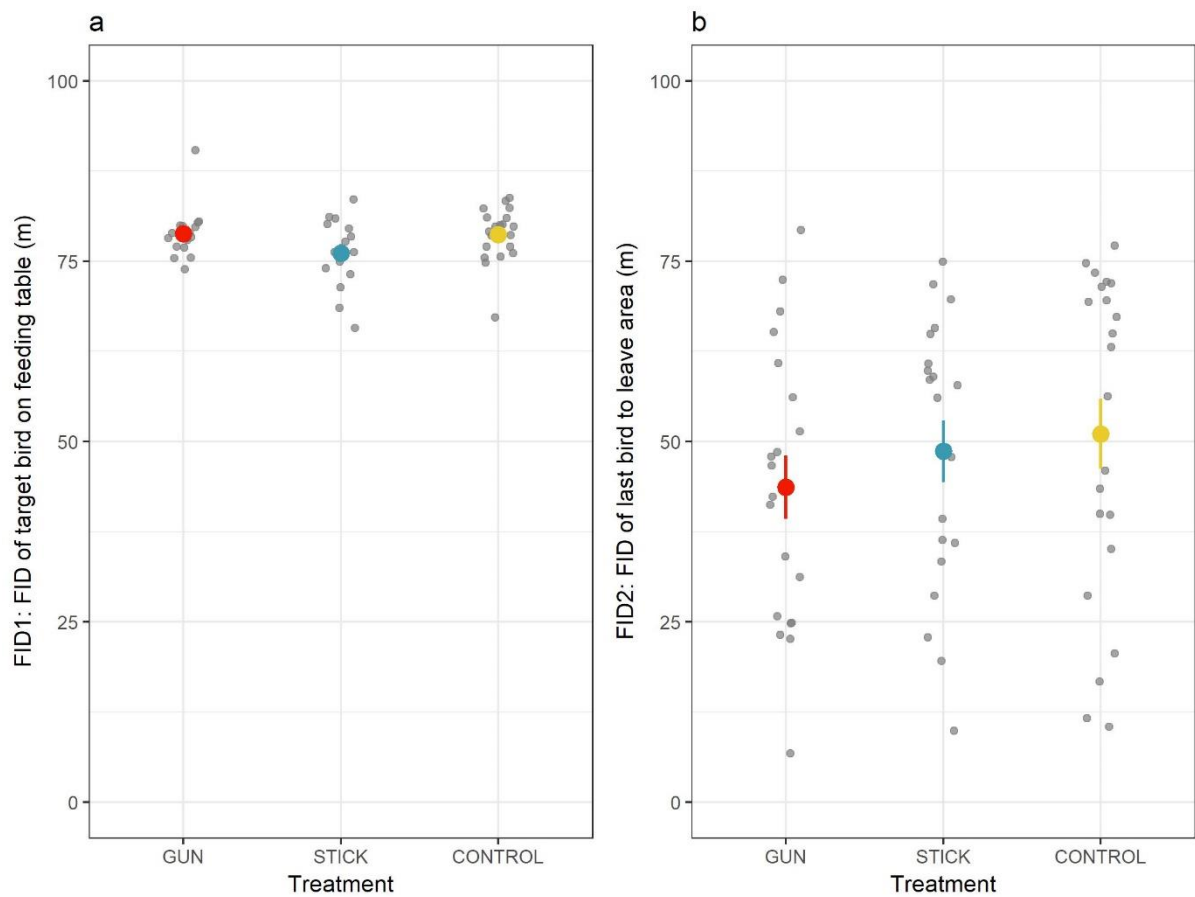 a
FID1: FID of target bird on feeding table (m)
100
75
50
25
0
GUN STICK CONTROL
Treatment
b
FID2: FID of last bird to leave area (m)
100
75
50
25
0
GUN STICK CONTROL
Treatment